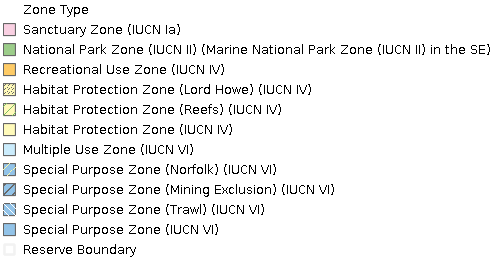 Zone Type
Sanctuary Zone (IUCN Ia)
National Park Zone (IUCN II) (Marine National Park Zone (IUCN II) in the SE)
Recreational Use Zone (IUCN IV)
Habitat Protection Zone (Lord Howe) (IUCN IV)
Habitat Protection Zone (Reefs) (IUCN IV)
Habitat Protection Zone (IUCN IV)
Multiple Use Zone (IUCN VI)
Special Purpose Zone (Norfolk) (IUCN VI)
Special Purpose Zone (Mining Exclusion) (IUCN VI)
Special Purpose Zone (Trawl) (IUCN VI)
Special Purpose Zone (IUCN VI)
Reserve Boundary